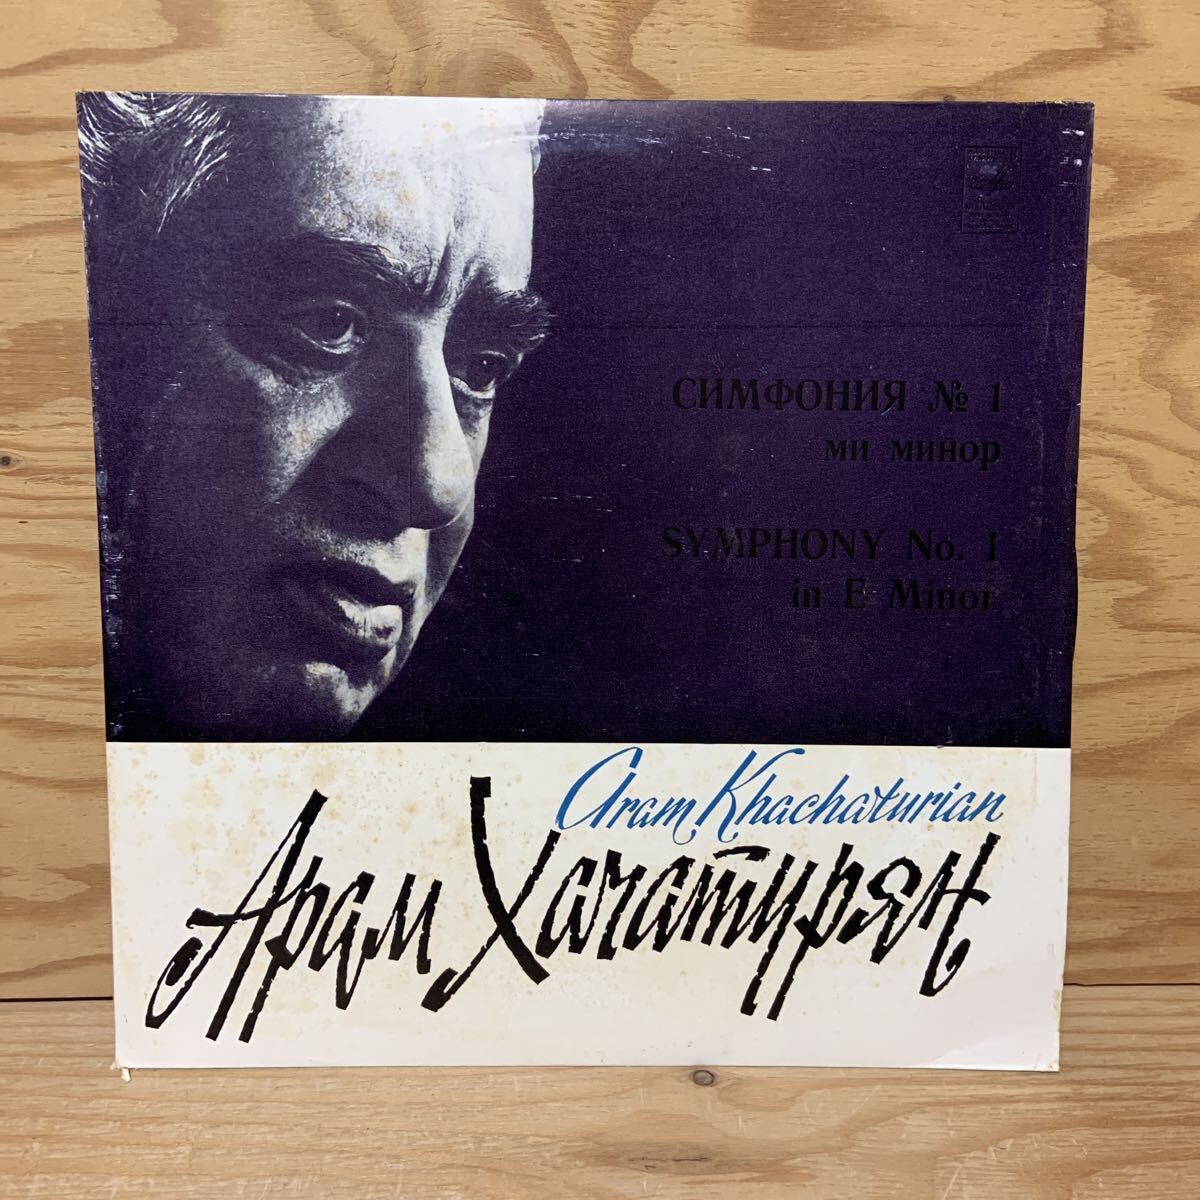 СИМФОНИЯ № 1
ми минор
SYMPHONY No. 1
in E Minor
Aram Khachaturian
Арам Хачатурян